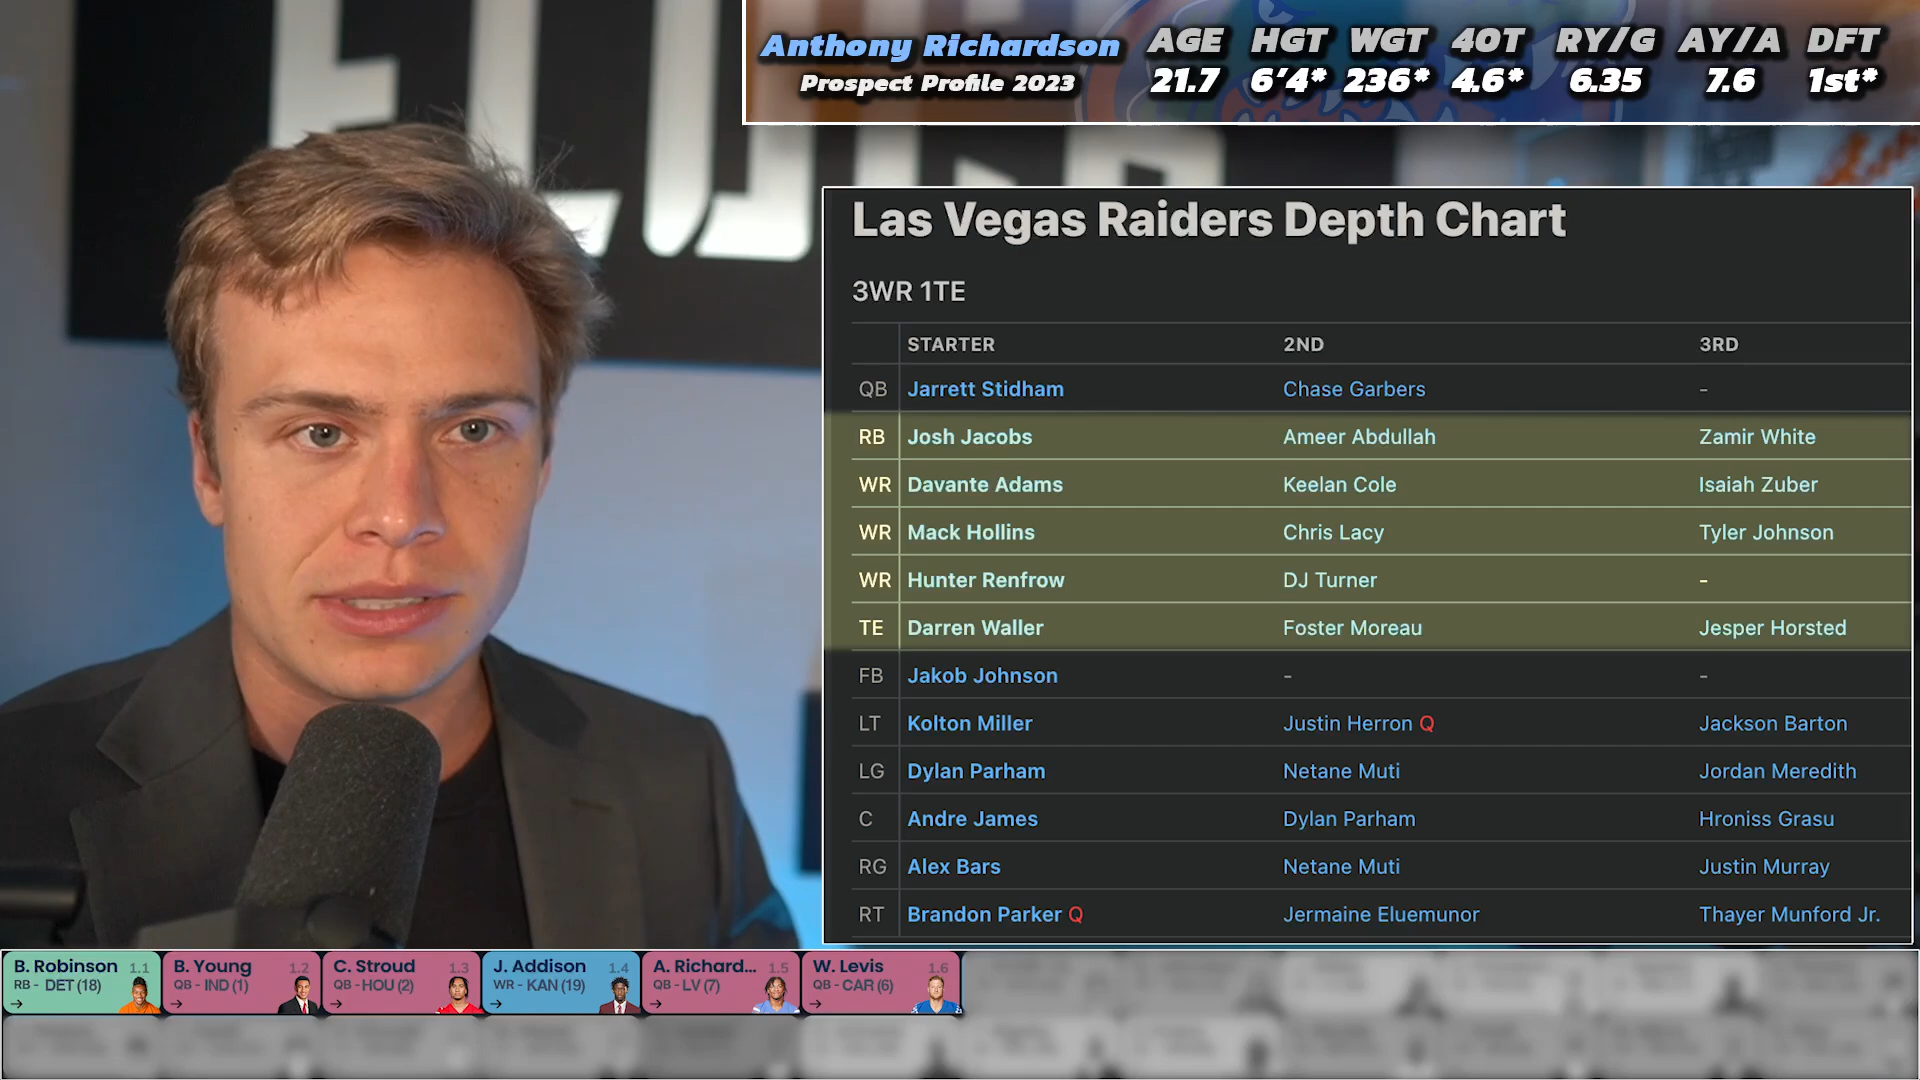 Anthony Richardson
Prospect Profile 2023
AGE HGT WGT 40T RY/G AY/A DFT
21.7 6'4* 236* 4.6* 6.35 7.6 1st*
Las Vegas Raiders Depth Chart
3WR 1TE
STARTER 2ND 3RD
QB Jarrett Stidham Chase Garbers -
RB Josh Jacobs Ameer Abdullah Zamir White
WR Davante Adams Keelan Cole Isaiah Zuber
WR Mack Hollins Chris Lacy Tyler Johnson
WR Hunter Renfrow DJ Turner -
TE Darren Waller Foster Moreau Jesper Horsted
FB Jakob Johnson - -
LT Kolton Miller Justin Herron Q Jackson Barton
LG Dylan Parham Netane Muti Jordan Meredith
C Andre James Dylan Parham Hroniss Grasu
RG Alex Bars Netane Muti Justin Murray
RT Brandon Parker Q Jermaine Eluemunor Thayer Munford Jr.
B. Robinson 1.1
RB - DET (18)
→
B. Young 1.2
QB - IND (1)
→
C. Stroud 1.3
QB - HOU (2)
→
J. Addison 1.4
WR - KAN (19)
→
A. Richard... 1.5
QB - LV (7)
→
W. Levis 1.6
QB - CAR (6)
→